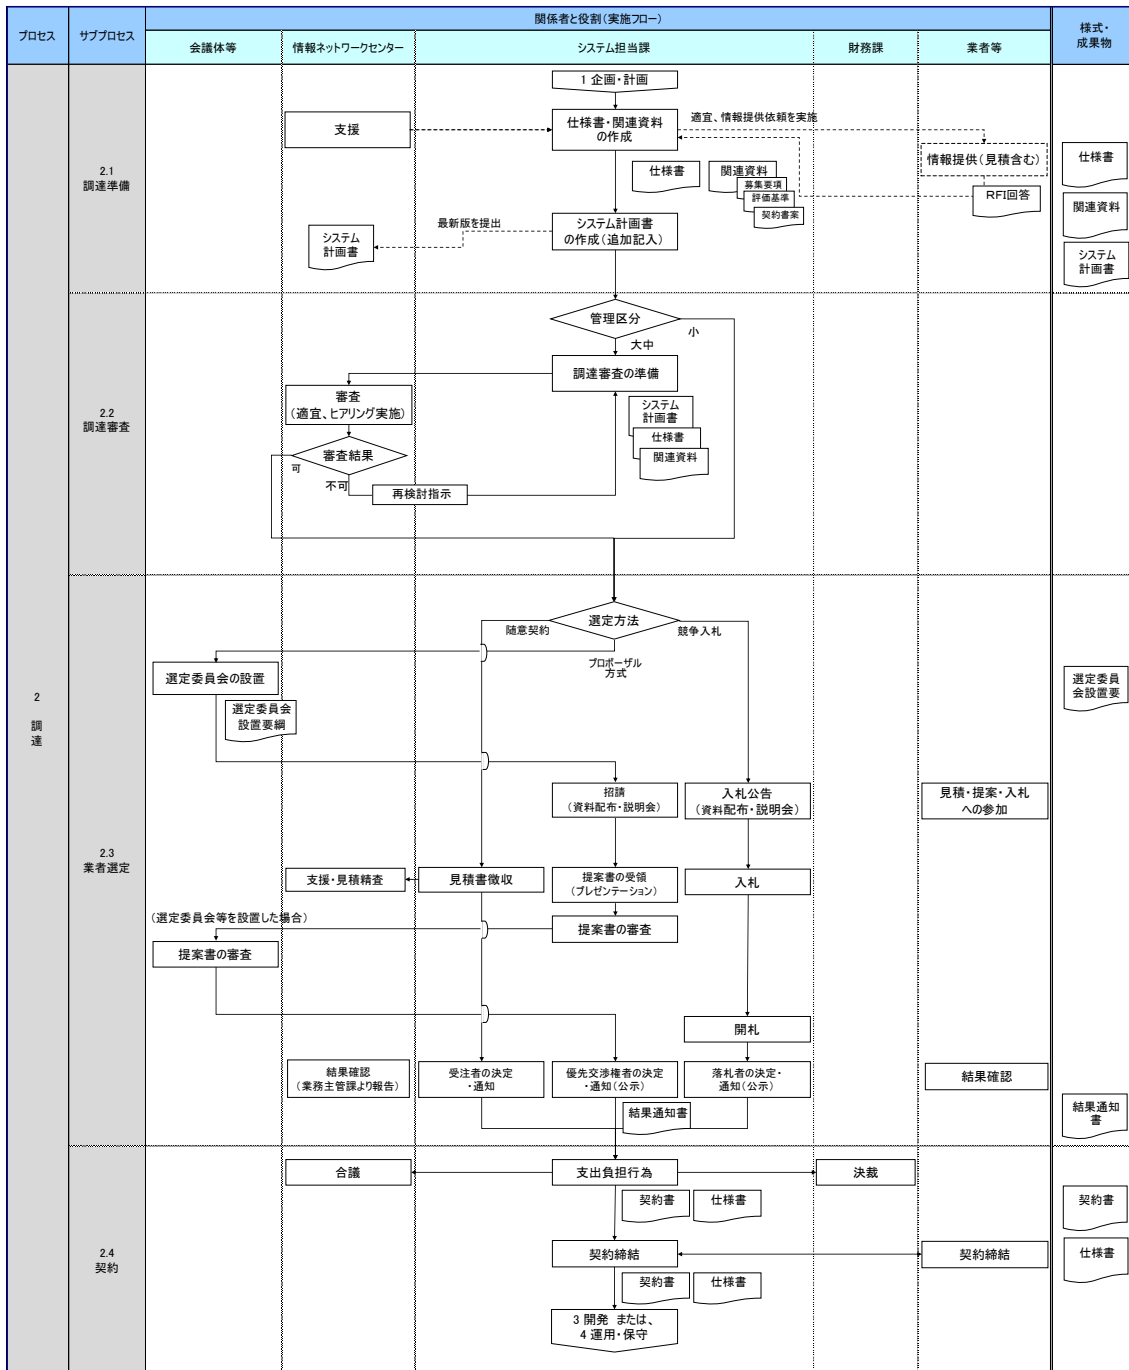 関係者と役割（実施フロー）
プロセス
サブプロセス
様式・
成果物
会議体等
情報ネットワークセンター
システム担当課
財務課
業者等
2
調
達
2.1
調達準備
1 企画・計画
支援
仕様書・関連資料
の作成
適宜、情報提供依頼を実施
情報提供（見積含む）
仕様書
関連資料
募集要項
評価基準
契約書案
RFI回答
最新版を提出
システム
計画書
システム計画書
の作成（追加記入）
仕様書
関連資料
システム
計画書
2.2
調達審査
管理区分
小
大中
調達審査の準備
審査
（適宜、ヒアリング実施）
システム
計画書
仕様書
関連資料
審査結果
可
不可
再検討指示
2.3
業者選定
選定方法
随意契約
競争入札
プロポーザル
方式
選定委員会の設置
選定委員会
設置要綱
選定委員
会設置要
招請
（資料配布・説明会）
入札公告
（資料配布・説明会）
見積・提案・入札
への参加
支援・見積精査
見積書徴収
提案書の受領
（プレゼンテーション）
入札
（選定委員会等を設置した場合）
提案書の審査
提案書の審査
開札
結果確認
（業務主管課より報告）
受注者の決定
・通知
優先交渉権者の決定
・通知（公示）
落札者の決定・
通知（公示）
結果確認
結果通知書
結果通知
書
2.4
契約
合議
支出負担行為
決裁
契約書
仕様書
契約書
契約締結
契約締結
仕様書
契約書
仕様書
3 開発 または、
4 運用・保守